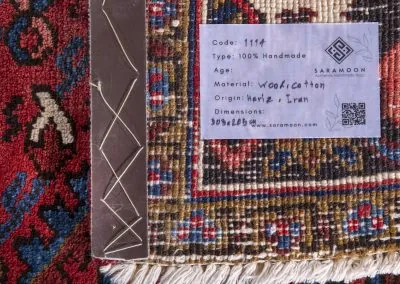 Code: 1114
Type: 100% Handmade
Age:
Material: Wool,cotton
Origin: Heriz, Iran
Dimensions:
www.saramoon.com
SARAMOON